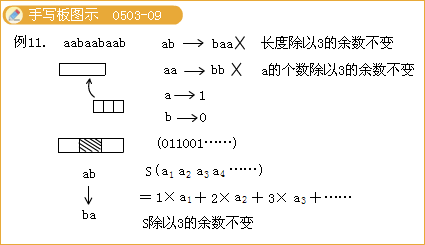 手写板图示 0503-09
例11. aabaabaab ab → baa╳ 长度除以3的余数不变
aa → bb ╳ a的个数除以3的余数不变
a → 1
b → 0
(011001……)
ab S(a₁ a₂ a₃ a₄ ……)
↓ =1×a₁+2×a₂+3×a₃+……
ba S除以3的余数不变